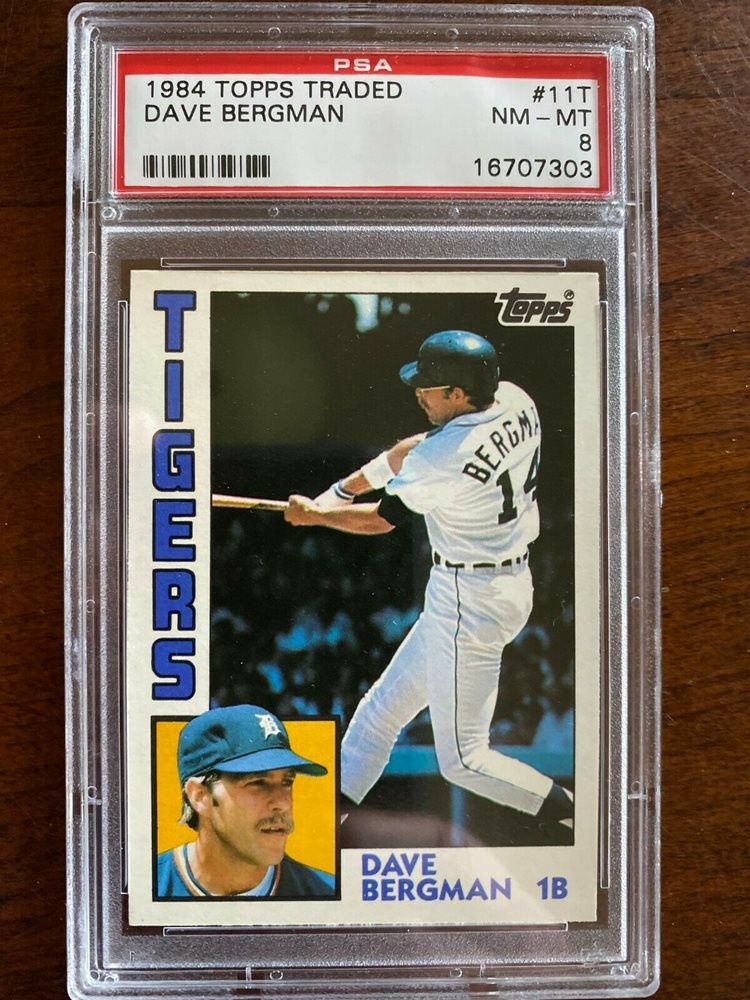 PSA
1984 TOPPS TRADED #11T
DAVE BERGMAN NM - MT
8
16707303
Topps ®
TIGERS
BERGMA
14
D
DAVE
BERGMAN 1B